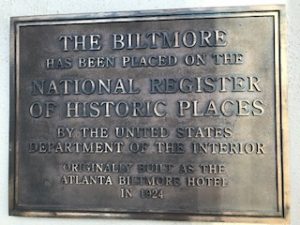 THE BILTMORE
HAS BEEN PLACED ON THE
NATIONAL REGISTER
OF HISTORIC PLACES
BY THE UNITED STATES
DEPARTMENT OF THE INTERIOR
ORIGINALLY BUILT AS THE
ATLANTA BILTMORE HOTEL
IN 1924